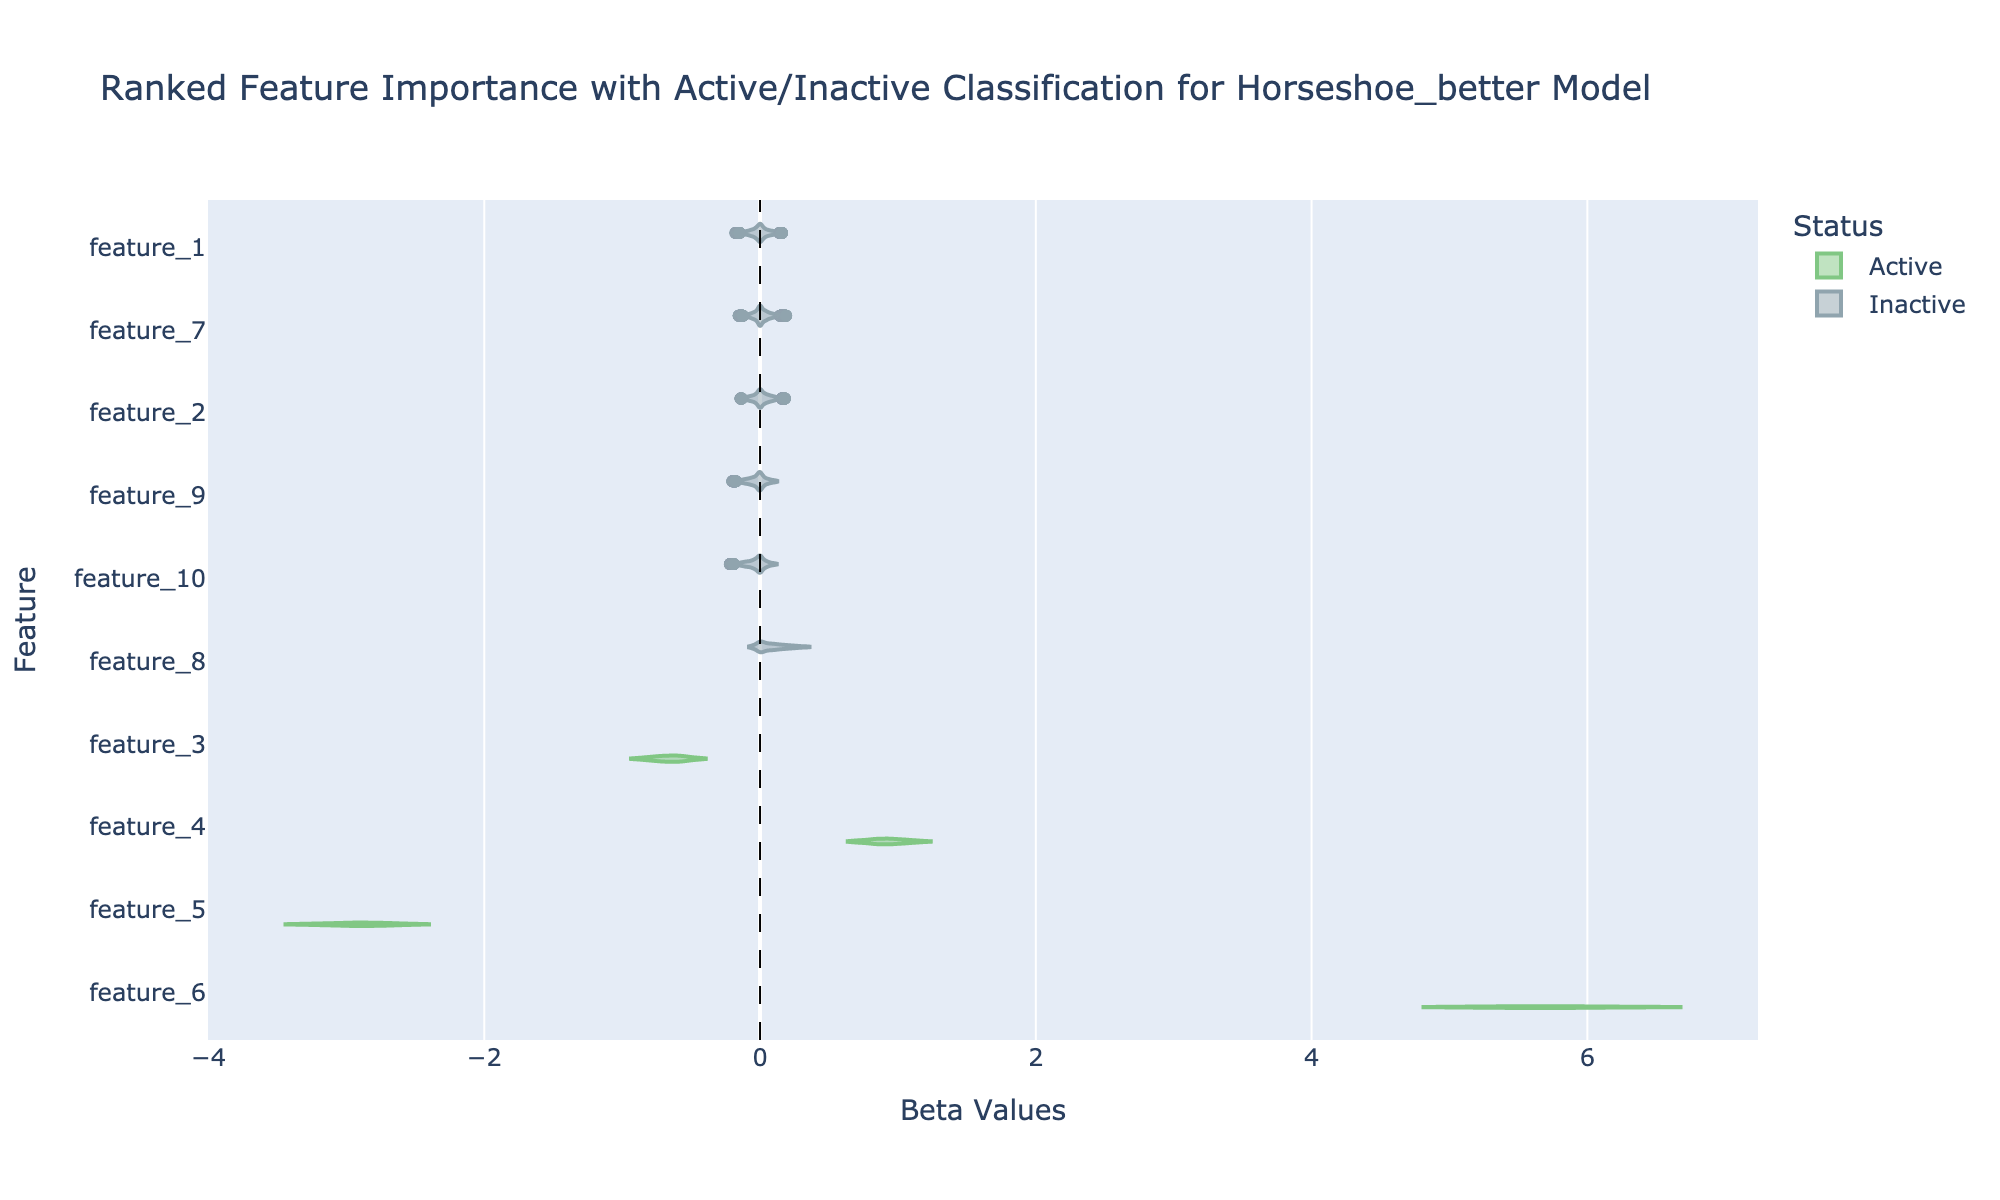 Ranked Feature Importance with Active/Inactive Classification for Horseshoe_better Model
Status
Active
Inactive
Feature
feature_1
feature_7
feature_2
feature_9
feature_10
feature_8
feature_3
feature_4
feature_5
feature_6
−4 −2 0 2 4 6
Beta Values